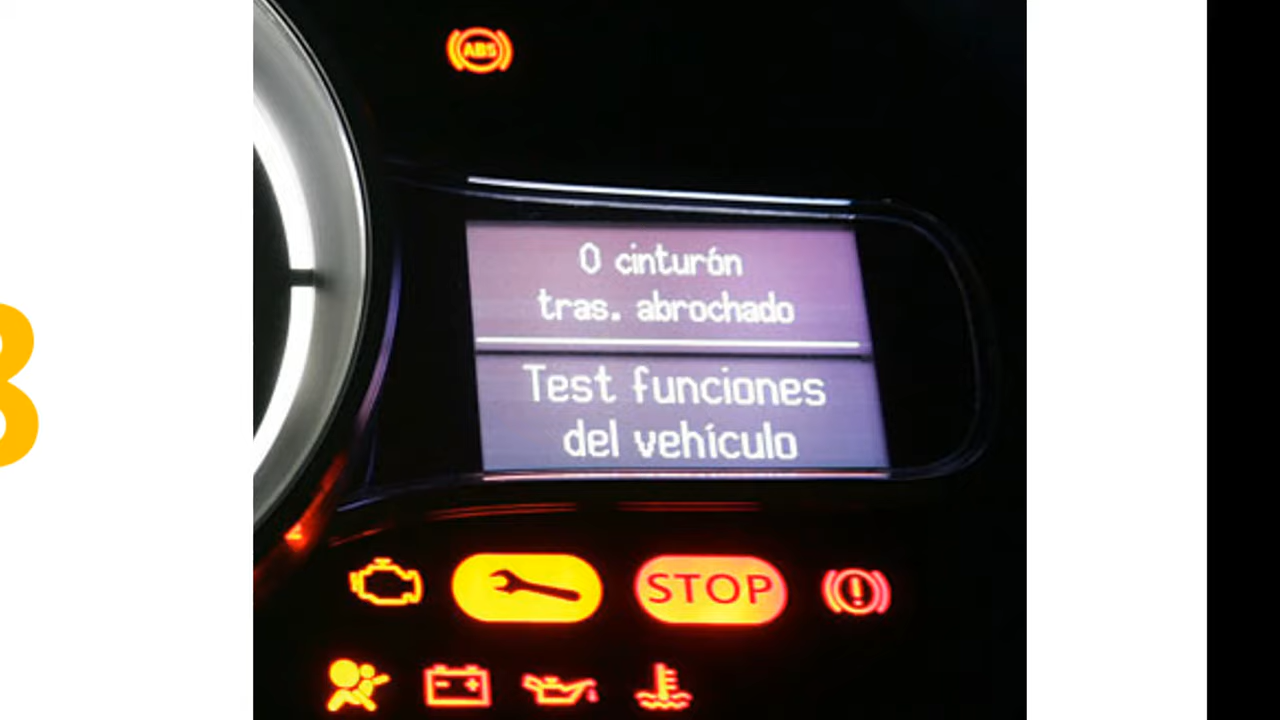 ABS
0 cinturón
tras. abrochado
Test funciones
del vehículo
STOP